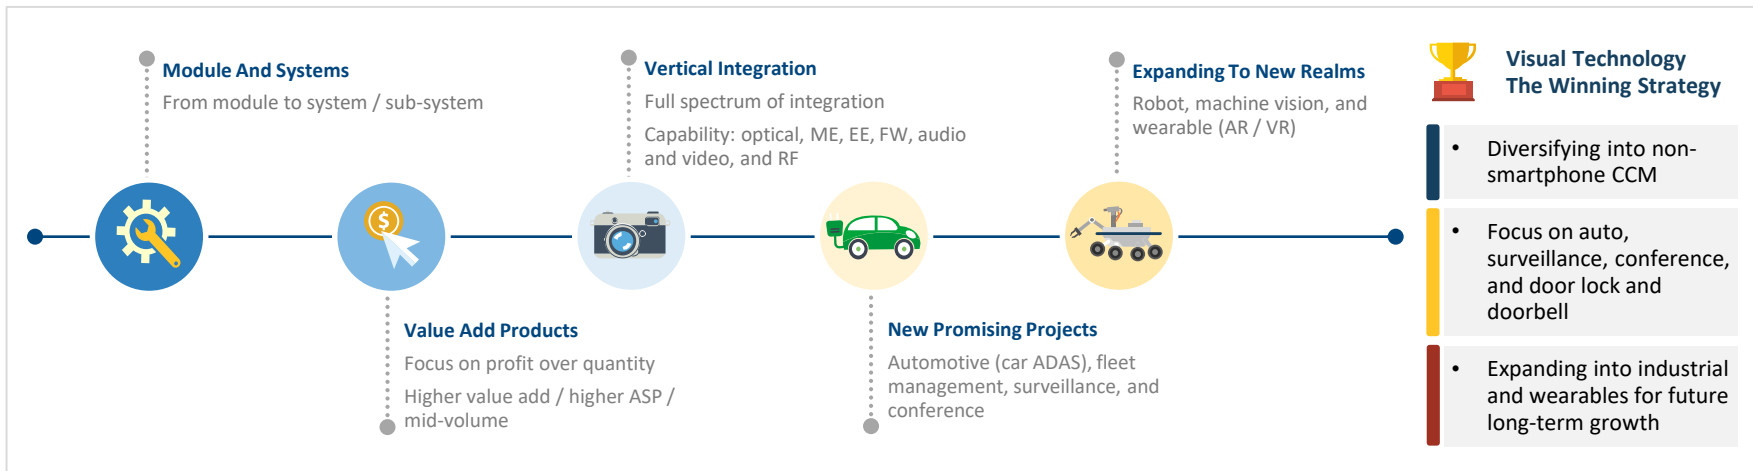 Module And Systems
From module to system / sub-system
$
Value Add Products
Focus on profit over quantity
Higher value add / higher ASP /
mid-volume
Vertical Integration
Full spectrum of integration
Capability: optical, ME, EE, FW, audio
and video, and RF
New Promising Projects
Automotive (car ADAS), fleet
management, surveillance, and
conference
Expanding To New Realms
Robot, machine vision, and
wearable (AR / VR)
Visual Technology
The Winning Strategy
• Diversifying into non-
smartphone CCM
• Focus on auto,
surveillance, conference,
and door lock and
doorbell
• Expanding into industrial
and wearables for future
long-term growth